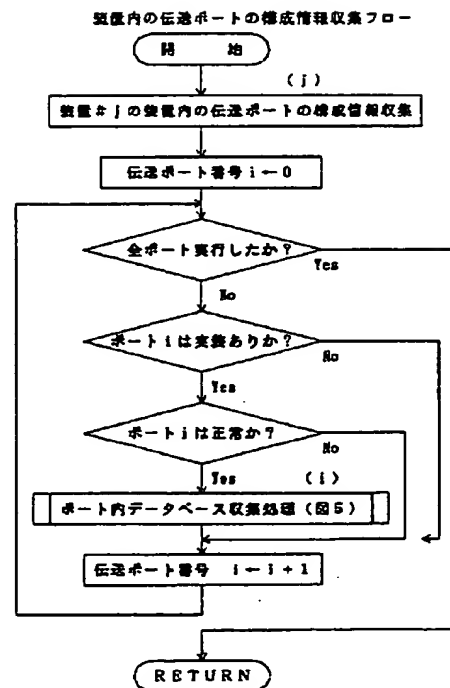 装置内の伝送ポートの構成情報収集フロー
開 始
(j)
装置#jの装置内の伝送ポートの構成情報収集
伝送ポート番号i←0
全ポート実行したか?
Yes
No
ポートiは実装ありか?
No
Yes
ポートiは正常か?
No
Yes
(i)
ポート内データベース収集処理(図5)
伝送ポート番号 i←i+1
RETURN